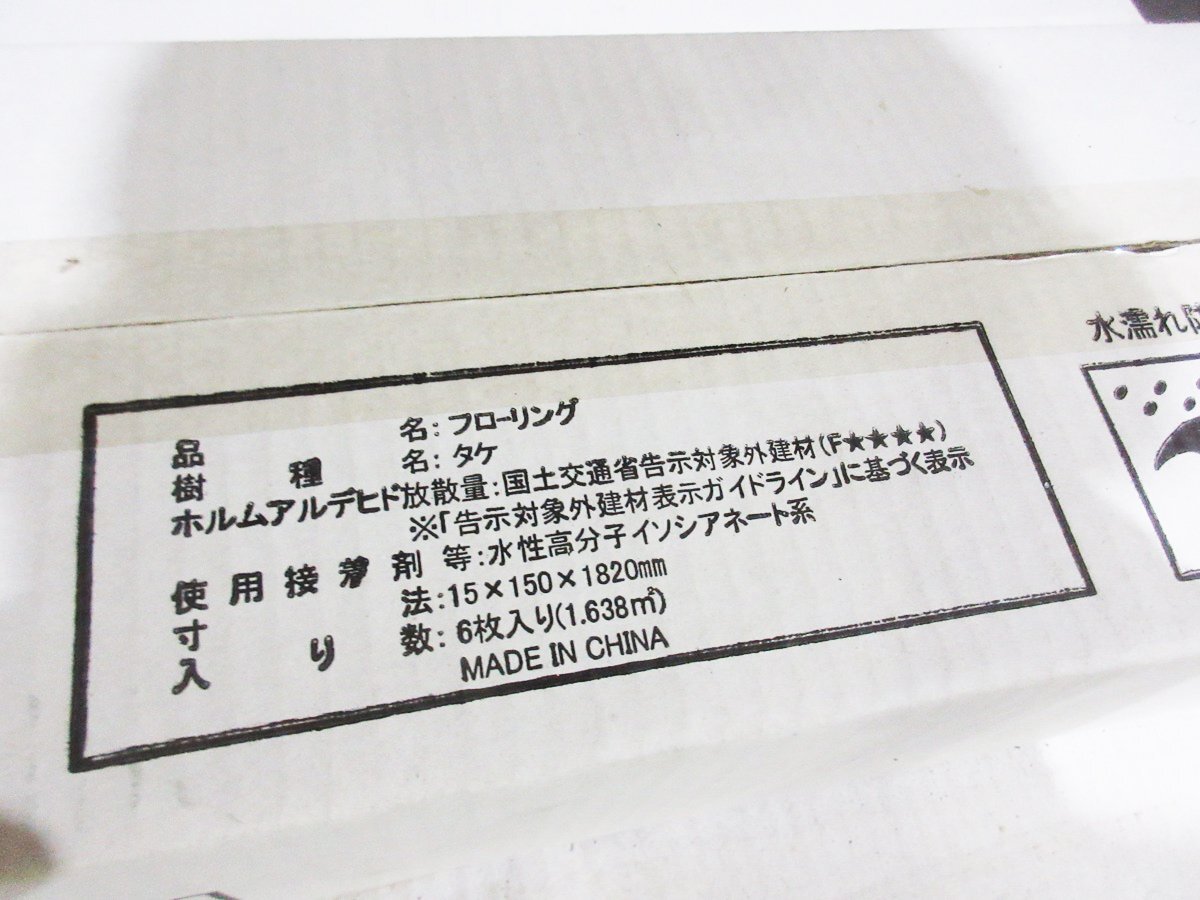 品名:フローリング
樹種名:タケ
ホルムアルデヒド放散量:国土交通省告示対象外建材(F★★★★)
※「告示対象外建材表示ガイドライン」に基づく表示
使用接着剤等:水性高分子イソシアネート系
寸法:15×150×1820mm
入り数:6枚入り(1.638㎡)
MADE IN CHINA
水濡れ